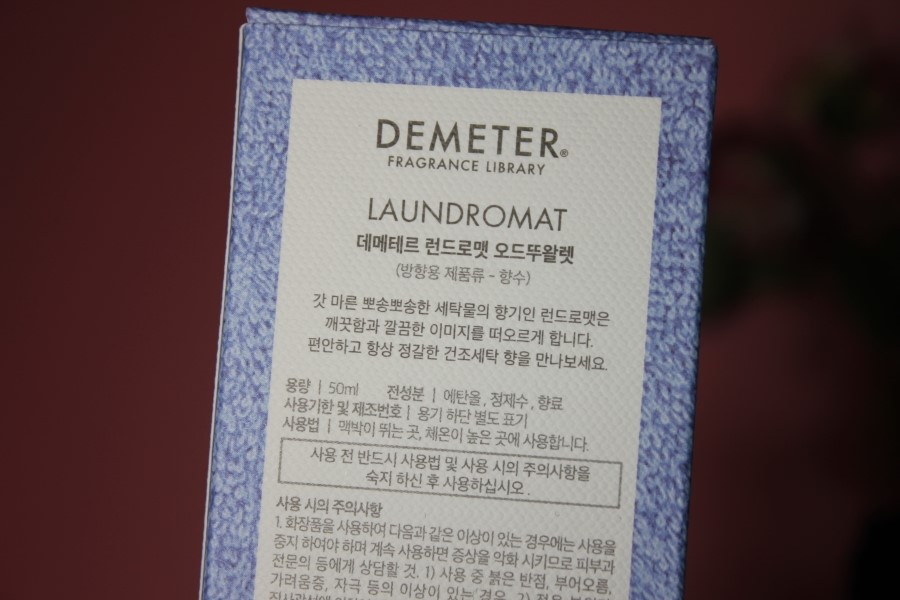 DEMETER®
FRAGRANCE LIBRARY
LAUNDROMAT
데메테르 런드로맷 오드뚜왈렛
(방향용 제품류 - 향수)
갓 마른 뽀송뽀송한 세탁물의 향기인 런드로맷은
깨끗함과 깔끔한 이미지를 떠오르게 합니다.
편안하고 항상 정갈한 건조세탁 향을 만나보세요.
용량 | 50ml 전성분 | 에탄올, 정제수, 향료
사용기한 및 제조번호 | 용기 하단 별도 표기
사용법 | 맥박이 뛰는 곳, 체온이 높은 곳에 사용합니다.
사용 전 반드시 사용법 및 사용 시의 주의사항을
숙지 하신 후 사용하십시오.
사용 시의 주의사항
1. 화장품을 사용하여 다음과 같은 이상이 있는 경우에는 사용을
중지 하여야 하며 계속 사용하면 증상을 악화 시키므로 피부과
전문의 등에게 상담할 것. 1) 사용 중 붉은 반점, 부어오름,
가려움증, 자극 등의 이상이 있는 경우, 2)